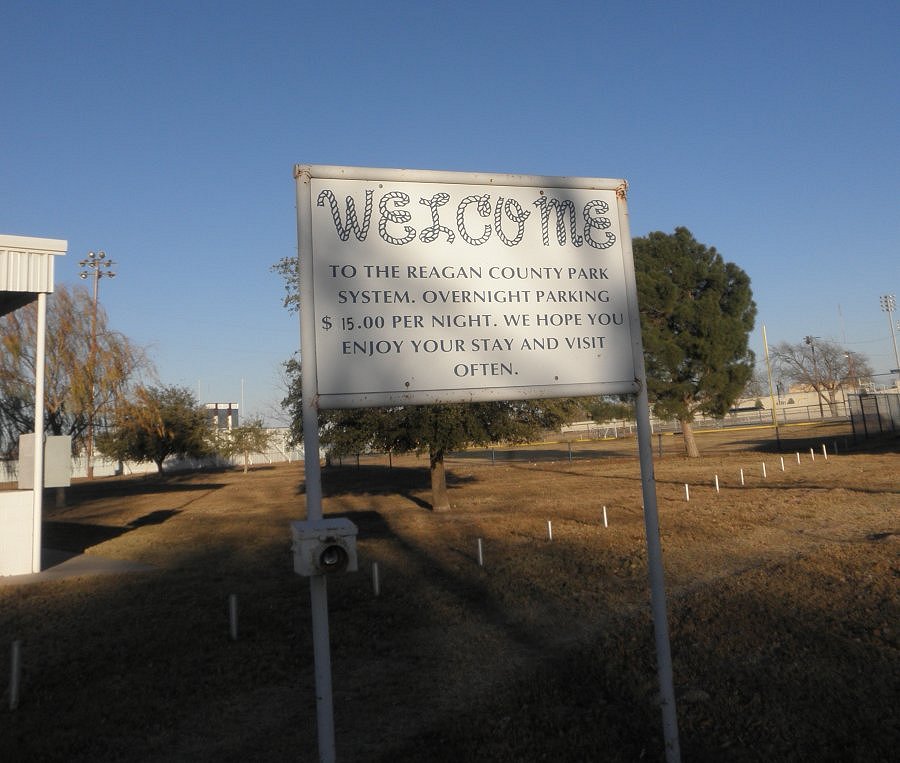 WELCOME
TO THE REAGAN COUNTY PARK
SYSTEM. OVERNIGHT PARKING
$ 15.00 PER NIGHT. WE HOPE YOU
ENJOY YOUR STAY AND VISIT
OFTEN.